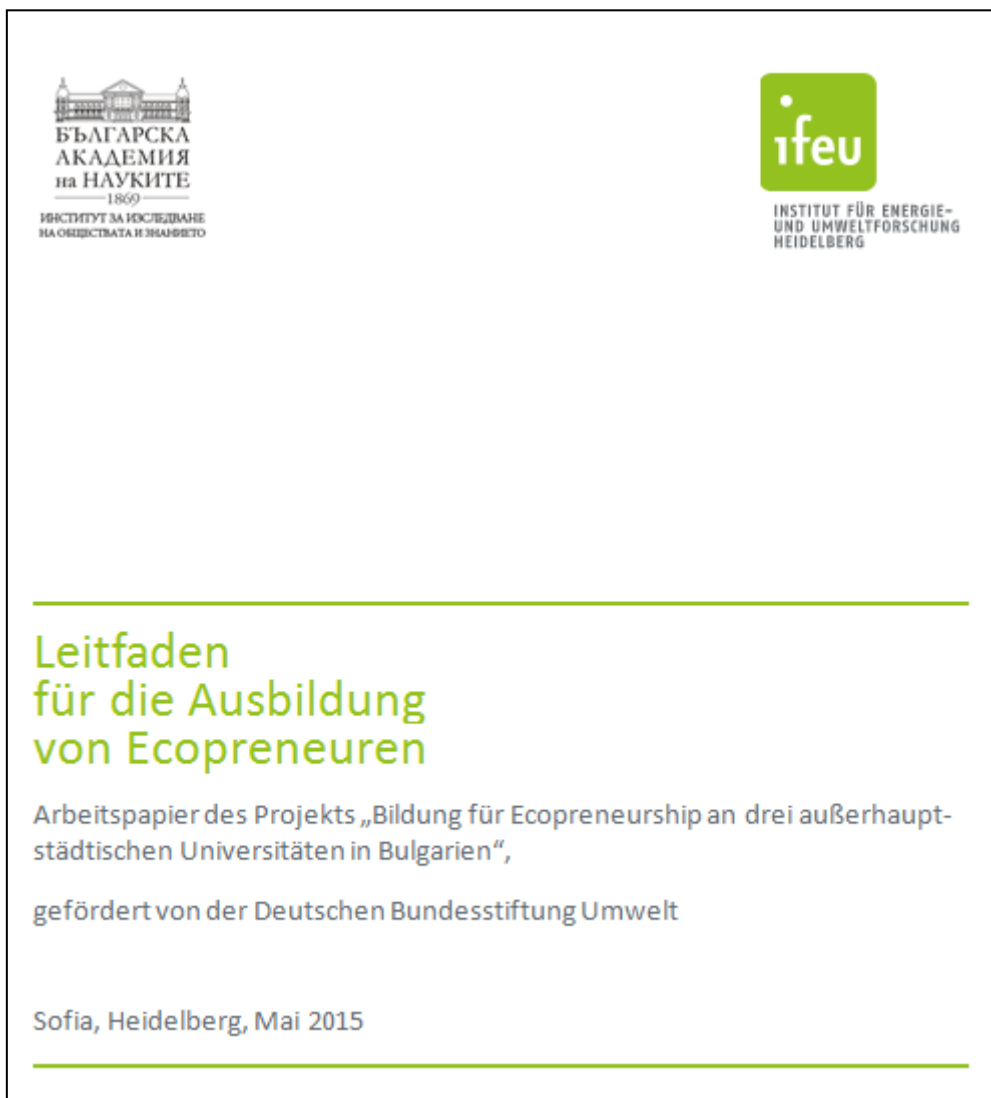 БЪЛГАРСКА
АКАДЕМИЯ
на НАУКИТЕ
1869
ИНСТИТУТ ЗА ИЗСЛЕДВАНЕ
НА ОБЩЕСТВАТА И ЗНАНИЕТО
ifeu
INSTITUT FÜR ENERGIE-
UND UMWELTFORSCHUNG
HEIDELBERG
Leitfaden
für die Ausbildung
von Ecopreneuren
Arbeitspapier des Projekts „Bildung für Ecopreneurship an drei außerhaupt-
städtischen Universitäten in Bulgarien“,
gefördert von der Deutschen Bundesstiftung Umwelt
Sofia, Heidelberg, Mai 2015